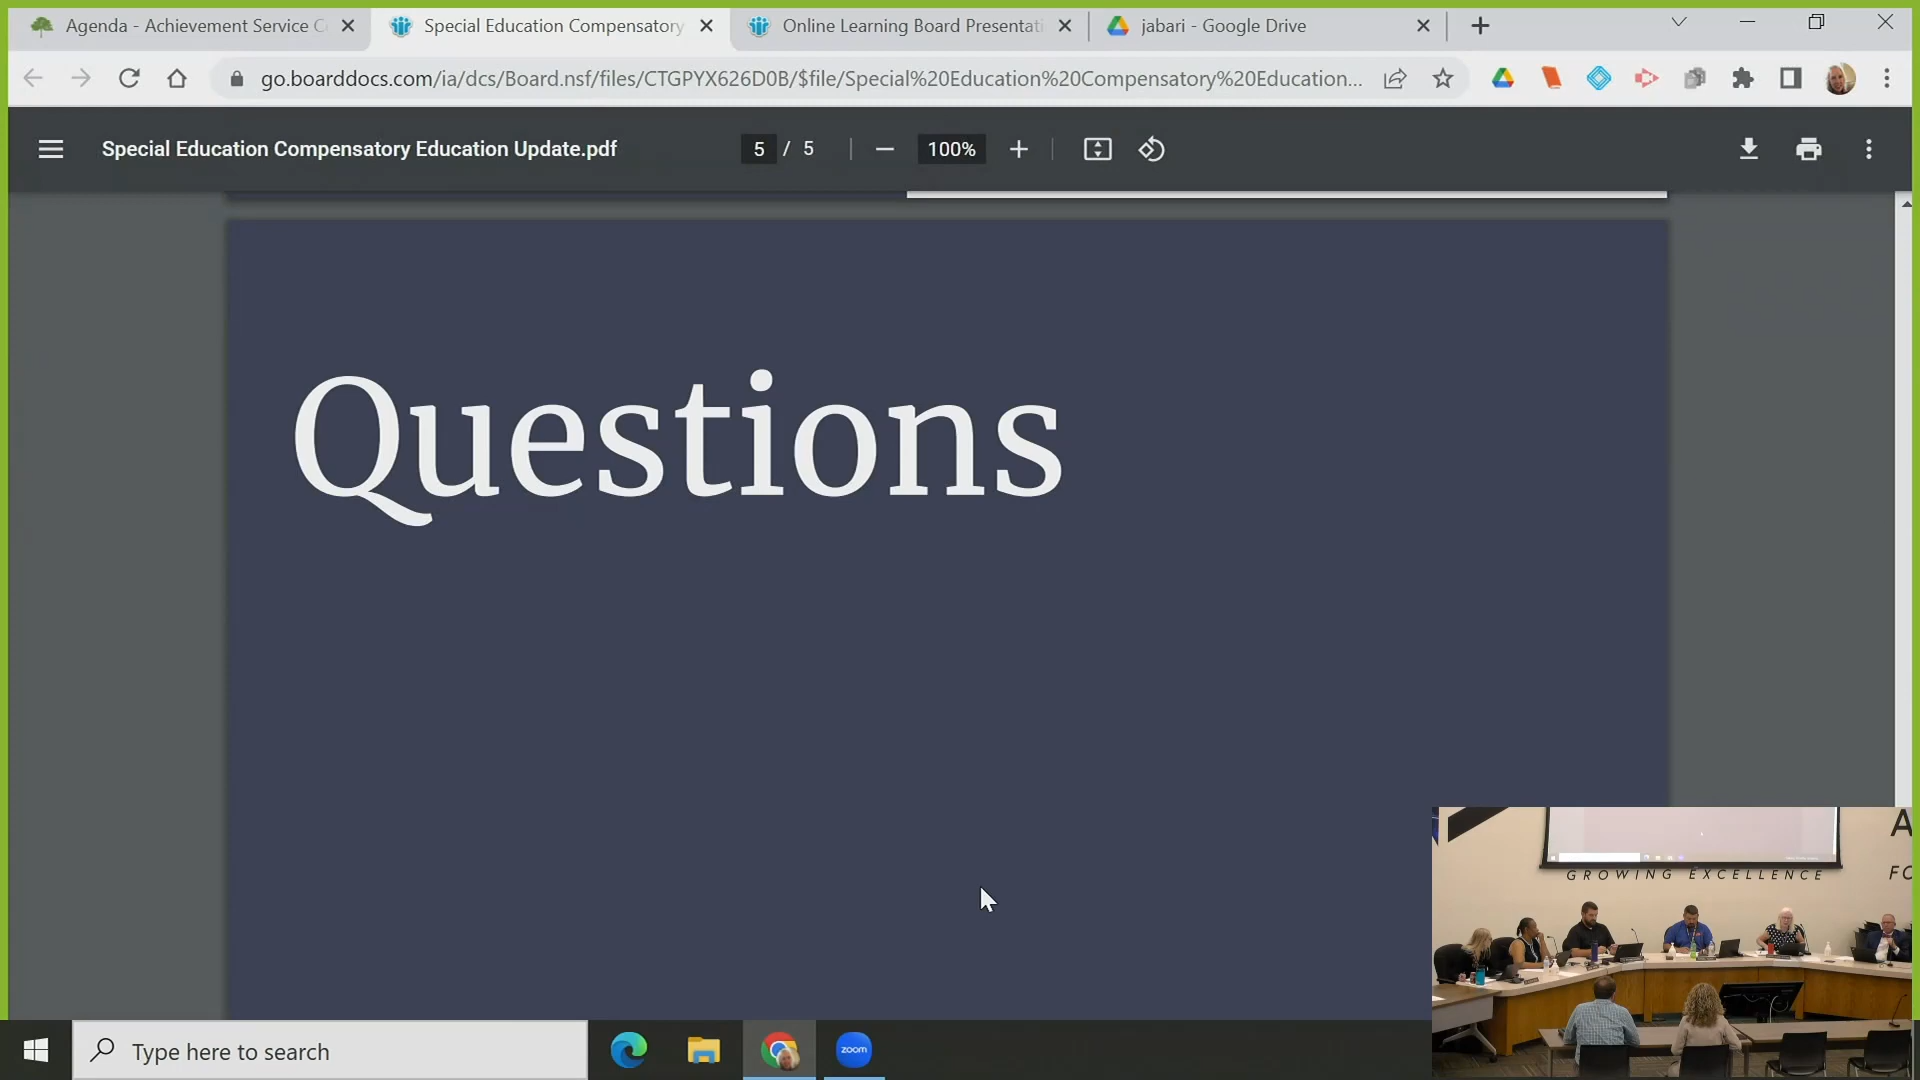 Agenda - Achievement Service C
Special Education Compensatory
Online Learning Board Presentati
jabari - Google Drive
go.boarddocs.com/ia/dcs/Board.nsf/files/CTGPYX626D0B/$file/Special%20Education%20Compensatory%20Education...
Special Education Compensatory Education Update.pdf
5 / 5
100%
Questions
GROWING EXCELLENCE
A
FO
Type here to search
zoom